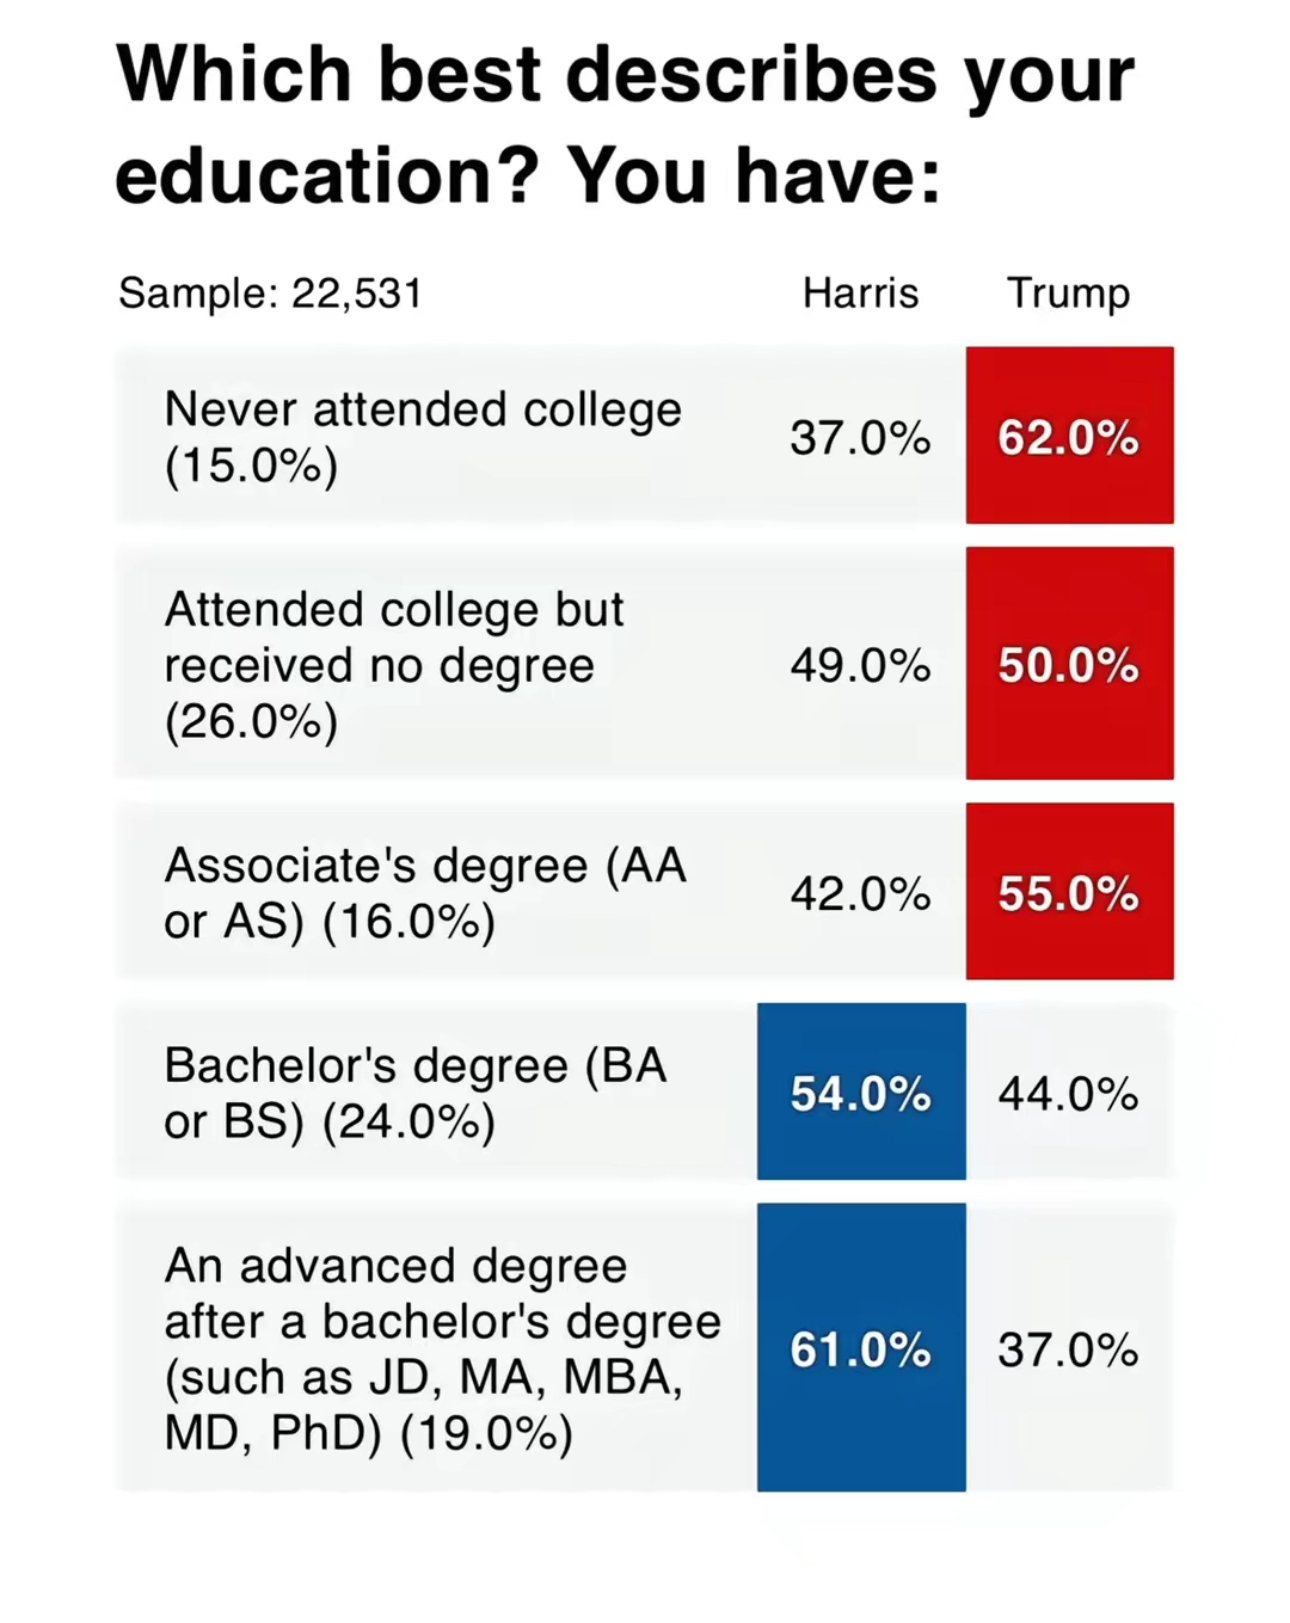 Which best describes your
education? You have:
Sample: 22,531 Harris Trump
Never attended college
(15.0%)
37.0% 62.0%
Attended college but
received no degree
(26.0%)
49.0% 50.0%
Associate's degree (AA
or AS) (16.0%)
42.0% 55.0%
Bachelor's degree (BA
or BS) (24.0%)
54.0% 44.0%
An advanced degree
after a bachelor's degree
(such as JD, MA, MBA,
MD, PhD) (19.0%)
61.0% 37.0%